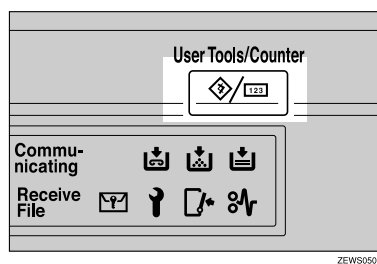 User Tools/Counter
123
Commu-
nicating
Receive
File
ZEWS050